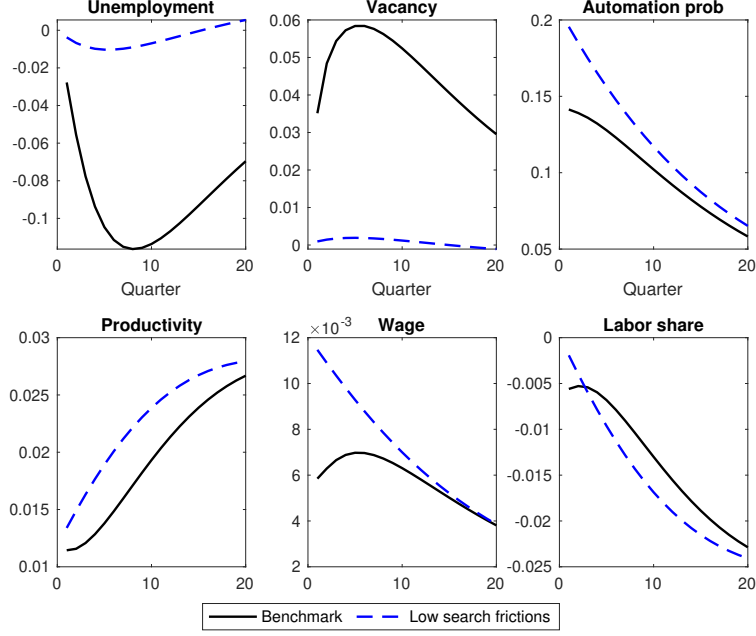 Unemployment
0
-0.02
-0.04
-0.06
-0.08
-0.1
0 10 20
Quarter
Vacancy
0.06
0.05
0.04
0.03
0.02
0.01
0
0 10 20
Automation prob
0.2
0.15
0.1
0.05
0 10 20
Quarter
Productivity
0.03
0.025
0.02
0.015
0.01
0 10 20
×10⁻³ Wage
12
10
8
6
4
2
0 10 20
Labor share
0
-0.005
-0.01
-0.015
-0.02
-0.025
0 10 20
Benchmark Low search frictions